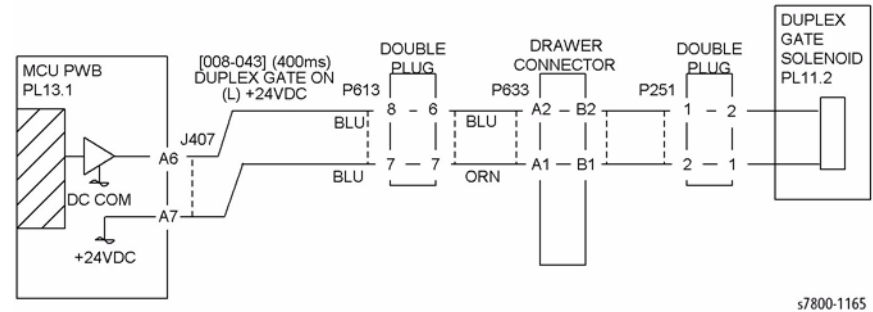 MCU PWB
PL13.1
[008-043] (400ms)
DUPLEX GATE ON
(L) +24VDC
DOUBLE
PLUG
DRAWER
CONNECTOR
DOUBLE
PLUG
DUPLEX
GATE
SOLENOID
PL11.2
P613
P633
P251
J407
8 – 6
A2 – B2
1 – 2
BLU
BLU
A6
7 – 7
A1 – B1
2 – 1
BLU
ORN
DC COM
A7
+24VDC
s7800-1165